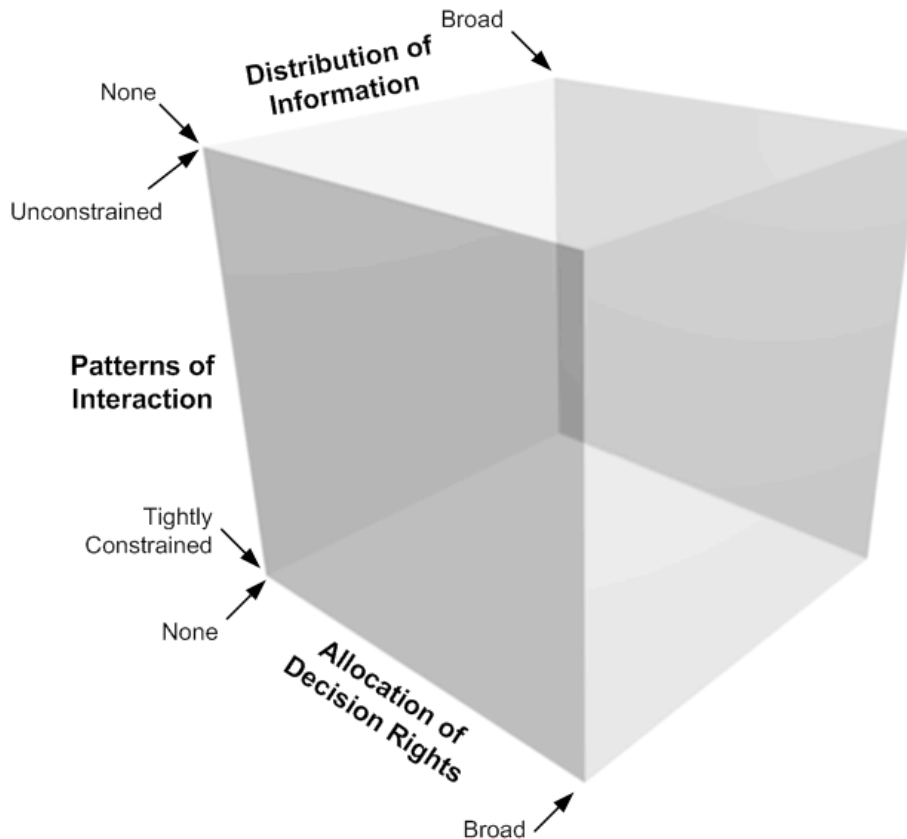 Broad
Distribution of
Information
None
Unconstrained
Patterns of
Interaction
Tightly
Constrained
None
Allocation of
Decision Rights
Broad